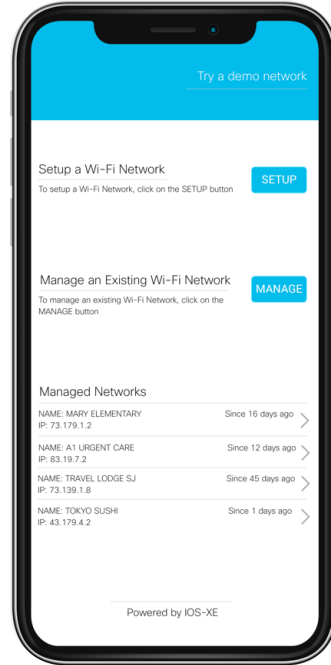 Try a demo network
Setup a Wi-Fi Network
To setup a Wi-Fi Network, click on the SETUP button
SETUP
Manage an Existing Wi-Fi Network
To manage an existing Wi-Fi Network, click on the
MANAGE button
MANAGE
Managed Networks
NAME: MARY ELEMENTARY Since 16 days ago
IP: 73.179.1.2
NAME: A1 URGENT CARE Since 12 days ago
IP: 83.19.7.2
NAME: TRAVEL LODGE SJ Since 45 days ago
IP: 73.139.1.8
NAME: TOKYO SUSHI Since 1 days ago
IP: 43.179.4.2
Powered by IOS-XE